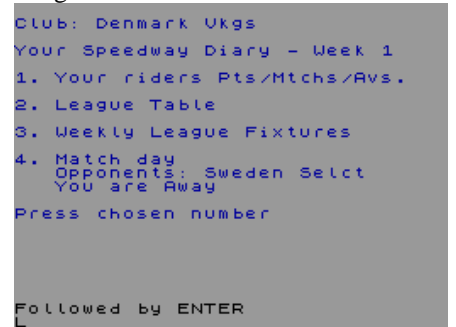 Club: Denmark Vkgs
Your Speedway Diary - Week 1
1. Your riders Pts/Mtchs/Avs.
2. League Table
3. Weekly League Fixtures
4. Match day
Opponents: Sweden Selct
You are Away
Press chosen number
Followed by ENTER
L